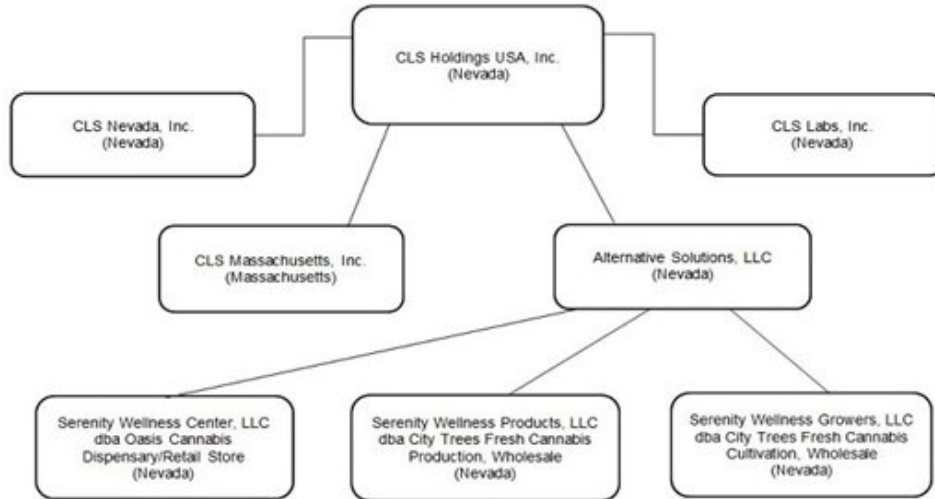 CLS Holdings USA, Inc.
(Nevada)
CLS Nevada, Inc.
(Nevada)
CLS Labs, Inc.
(Nevada)
CLS Massachusetts, Inc.
(Massachusetts)
Alternative Solutions, LLC
(Nevada)
Serenity Wellness Center, LLC
dba Oasis Cannabis
Dispensary/Retail Store
(Nevada)
Serenity Wellness Products, LLC
dba City Trees Fresh Cannabis
Production, Wholesale
(Nevada)
Serenity Wellness Growers, LLC
dba City Trees Fresh Cannabis
Cultivation, Wholesale
(Nevada)